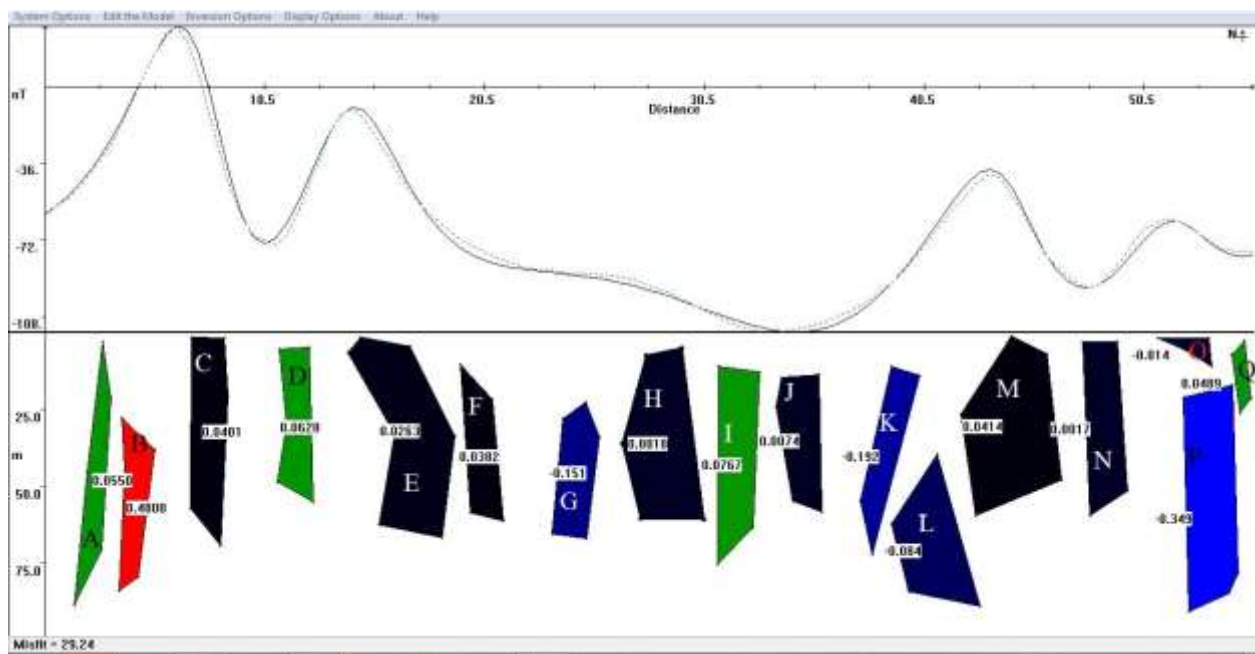 System Options Edit the Model Inversion Options Display Options About Help
N
nT
10.5 20.5 30.5 40.5 50.5
Distance
-36.
-72.
-108.
25.0
m
50.0
75.0
A
0.0550
B
0.4800
C
0.0401
D
0.0628
E
0.0263
F
0.0382
G
-0.151
H
0.0018
I
0.0767
J
0.0074
K
-0.192
L
-0.084
M
0.0414
N
0.0017
O
-0.014
P
-0.349
Q
0.0489
Misfit = 29.24